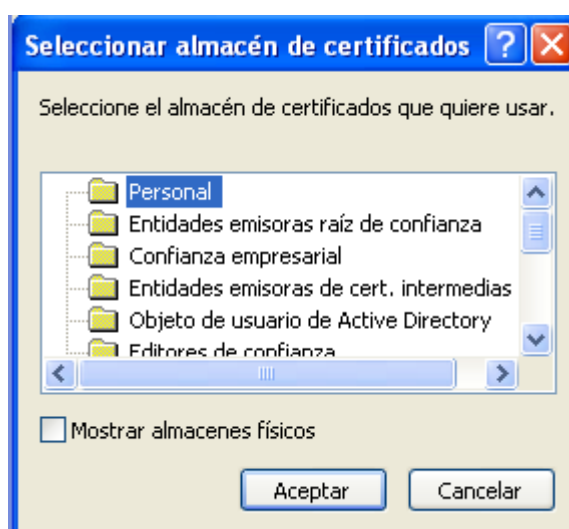 Seleccionar almacén de certificados
Seleccione el almacén de certificados que quiere usar.
Personal
Entidades emisoras raíz de confianza
Confianza empresarial
Entidades emisoras de cert. intermedias
Objeto de usuario de Active Directory
Editores de confianza
Mostrar almacenes físicos
Aceptar Cancelar